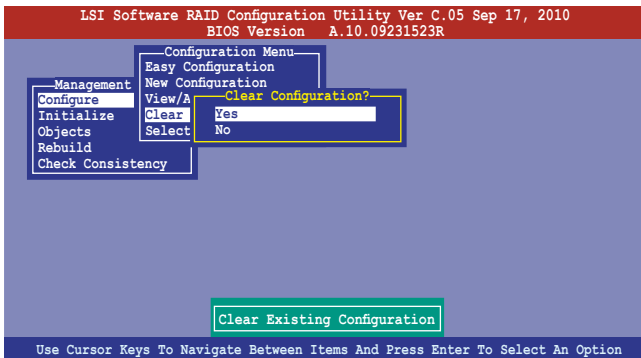 LSI Software RAID Configuration Utility Ver C.05 Sep 17, 2010
BIOS Version A.10.09231523R
Configuration Menu
Easy Configuration
New Configuration
View/A
Clear
Select
Management
Configure
Initialize
Objects
Rebuild
Check Consistency
Clear Configuration?
Yes
No
Clear Existing Configuration
Use Cursor Keys To Navigate Between Items And Press Enter To Select An Option